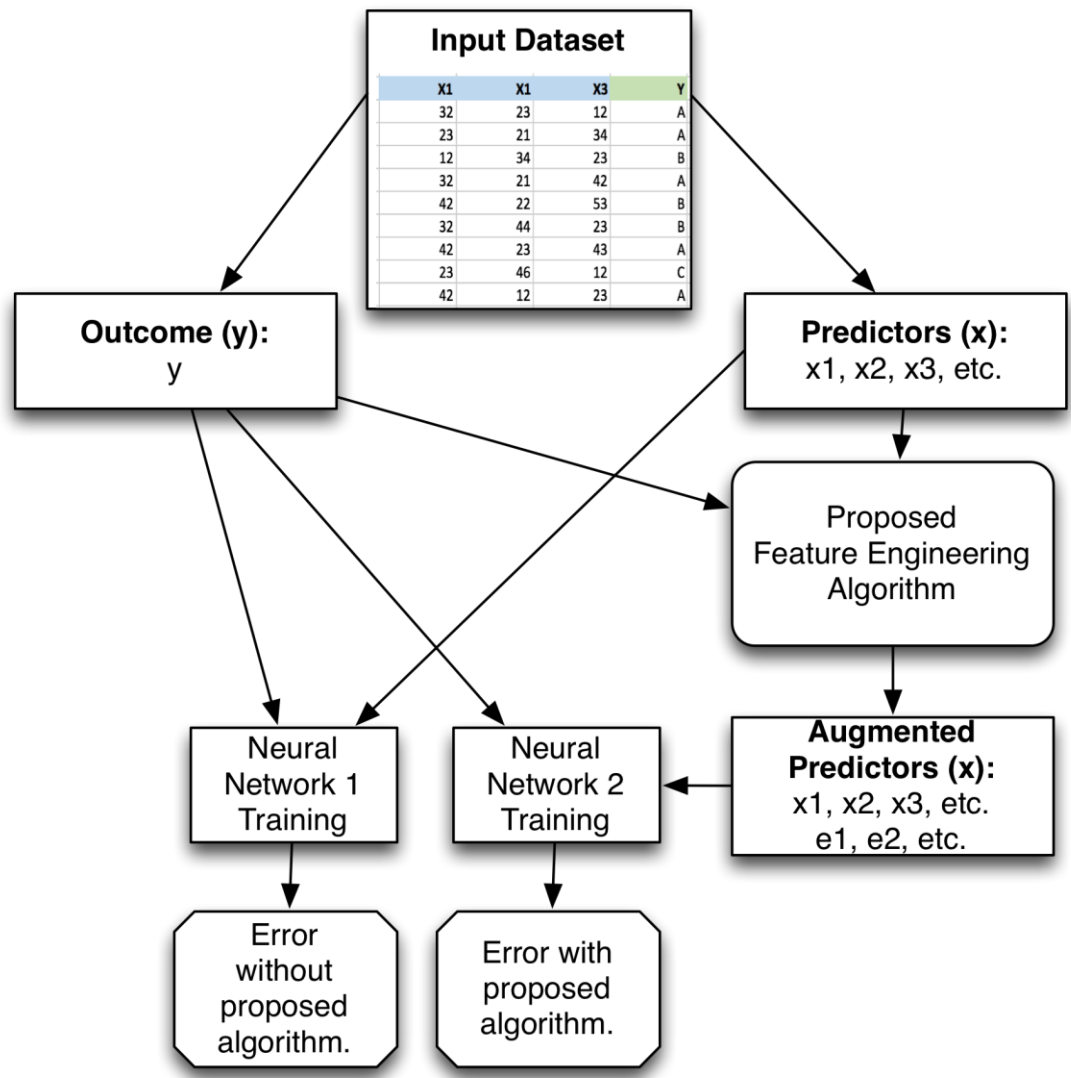 Input Dataset
X1 X1 X3 Y
32 23 12 A
23 21 34 A
12 34 23 B
32 21 42 A
42 22 53 B
32 44 23 B
42 23 43 A
23 46 12 C
42 12 23 A
Outcome (y):
y
Predictors (x):
x1, x2, x3, etc.
Proposed
Feature Engineering
Algorithm
Augmented
Predictors (x):
x1, x2, x3, etc.
e1, e2, etc.
Neural
Network 1
Training
Neural
Network 2
Training
Error
without
proposed
algorithm.
Error with
proposed
algorithm.